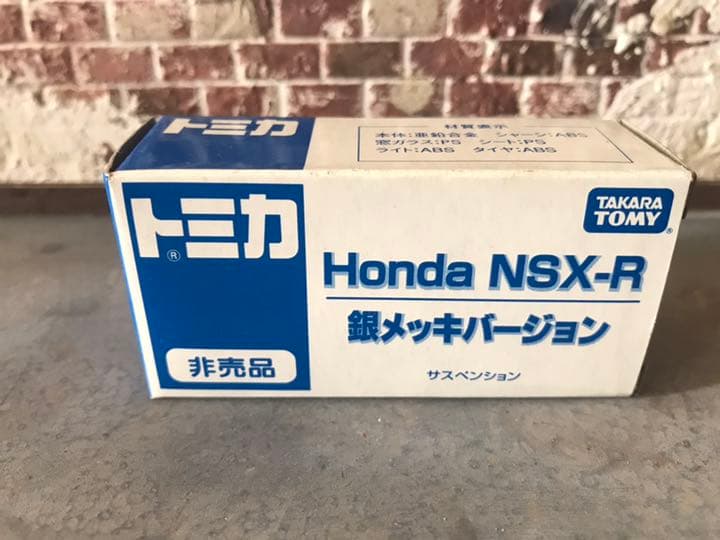 トミカ
材質表示
本体:亜鉛合金 シャーシ:ABS
窓ガラス:PS シート:PS
ライト:ABS タイヤ:ABS
トミカ
®
非売品
TAKARA
TOMY
®
Honda NSX-R
銀メッキバージョン
サスペンション